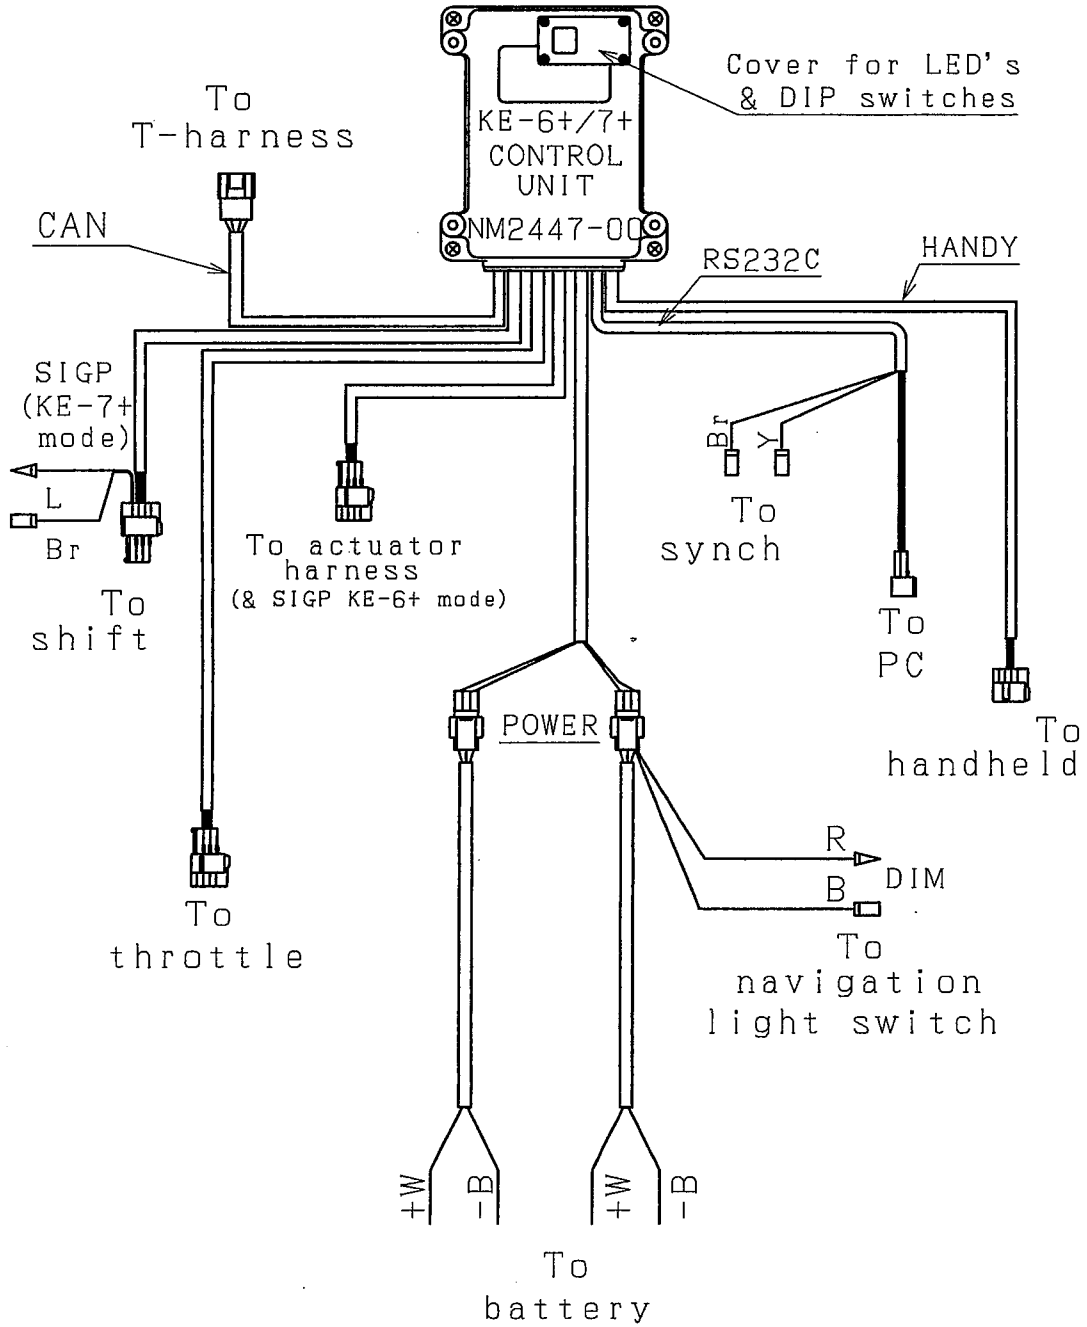 Cover for LED's
& DIP switches
To
T-harness
KE-6+/7+
CONTROL
UNIT
NM2447-00
CAN
RS232C
HANDY
SIGP
(KE-7+
mode)
L
Br
To
shift
To actuator
harness
(& SIGP KE-6+ mode)
Br
Y
To
synch
To
PC
To
handheld
POWER
R
B
DIM
To
navigation
light switch
To
throttle
+W
-B
+W
-B
To
battery